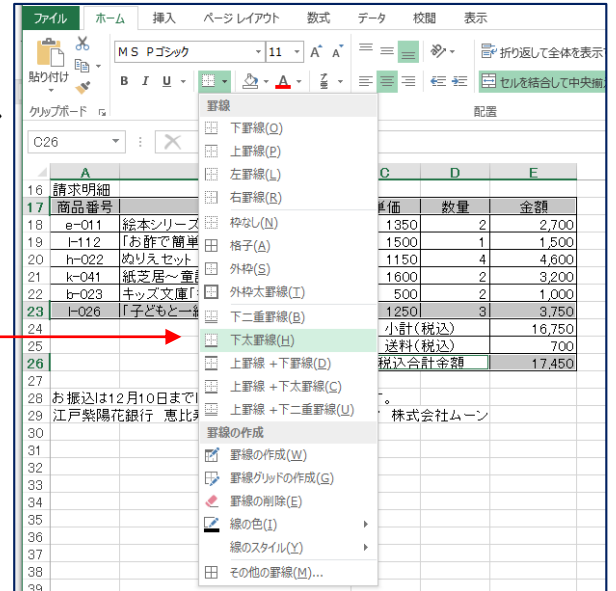 ファイル ホーム 挿入 ページ レイアウト 数式 データ 校閲 表示
MS Pゴシック 11 A A 折り返して全体を表示
貼り付け B I U A セルを結合して中央揃
クリップボード 配置
C26
A C D E
罫線
下罫線(O)
上罫線(P)
左罫線(L)
右罫線(R)
枠なし(N)
格子(A)
外枠(S)
外枠太罫線(T)
下二重罫線(B)
下太罫線(H)
上罫線 +下罫線(D)
上罫線 +下太罫線(C)
上罫線 +下二重罫線(U)
罫線の作成
罫線の作成(W)
罫線グリッドの作成(G)
罫線の削除(E)
線の色(I)
線のスタイル(Y)
その他の罫線(M)...
16 請求明細
17 商品番号 単価 数量 金額
18 e-011 絵本シリーズ 1350 2 2,700
19 l-112 「お酢で簡単 1500 1 1,500
20 h-022 ぬりえセット 1150 4 4,600
21 k-041 紙芝居～童 1600 2 3,200
22 b-023 キッズ文庫「 500 2 1,000
23 l-026 「子どもと一 1250 3 3,750
24 小計(税込) 16,750
25 送料(税込) 700
26 税込合計金額 17,450
27
28 お振込は12月10日まで 。
29 江戸紫陽花銀行 恵比 株式会社ムーン
30
31
32
33
34
35
36
37
38
39